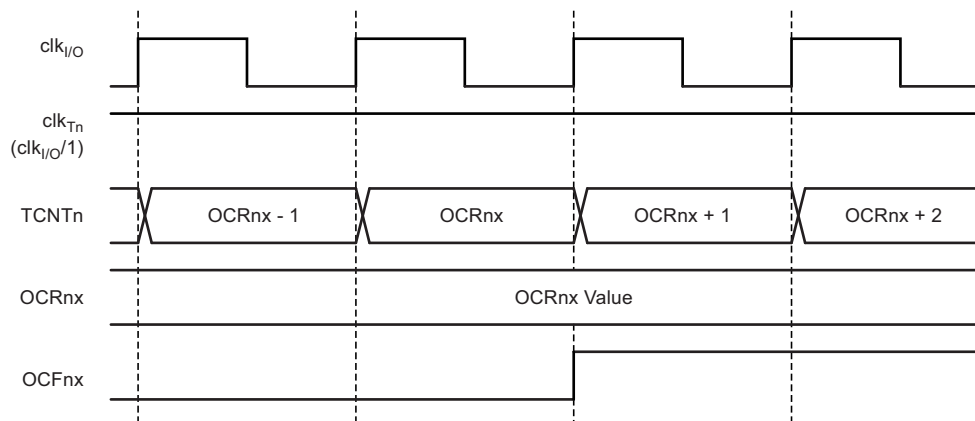 clkI/O
clkTn
(clkI/O/1)
TCNTn OCRnx - 1 OCRnx OCRnx + 1 OCRnx + 2
OCRnx OCRnx Value
OCFnx